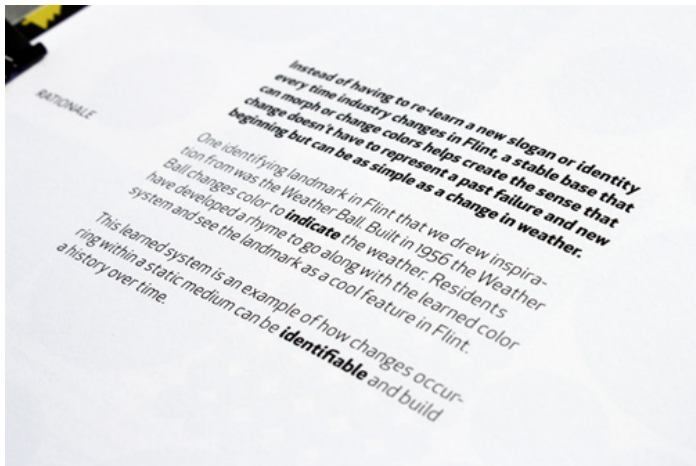 RATIONALE
Instead of having to re-learn a new slogan or identity
every time industry changes in Flint, a stable base that
can morph or change colors helps create the sense that
change doesn't have to represent a past failure and new
beginning but can be as simple as a change in weather.
One identifying landmark in Flint that we drew inspira-
tion from was the Weather Ball. Built in 1956 the Weather
Ball changes color to indicate the weather. Residents
have developed a rhyme to go along with the learned color
system and see the landmark as a cool feature in Flint.
This learned system is an example of how changes occur-
ring within a static medium can be identifiable and build
a history over time.